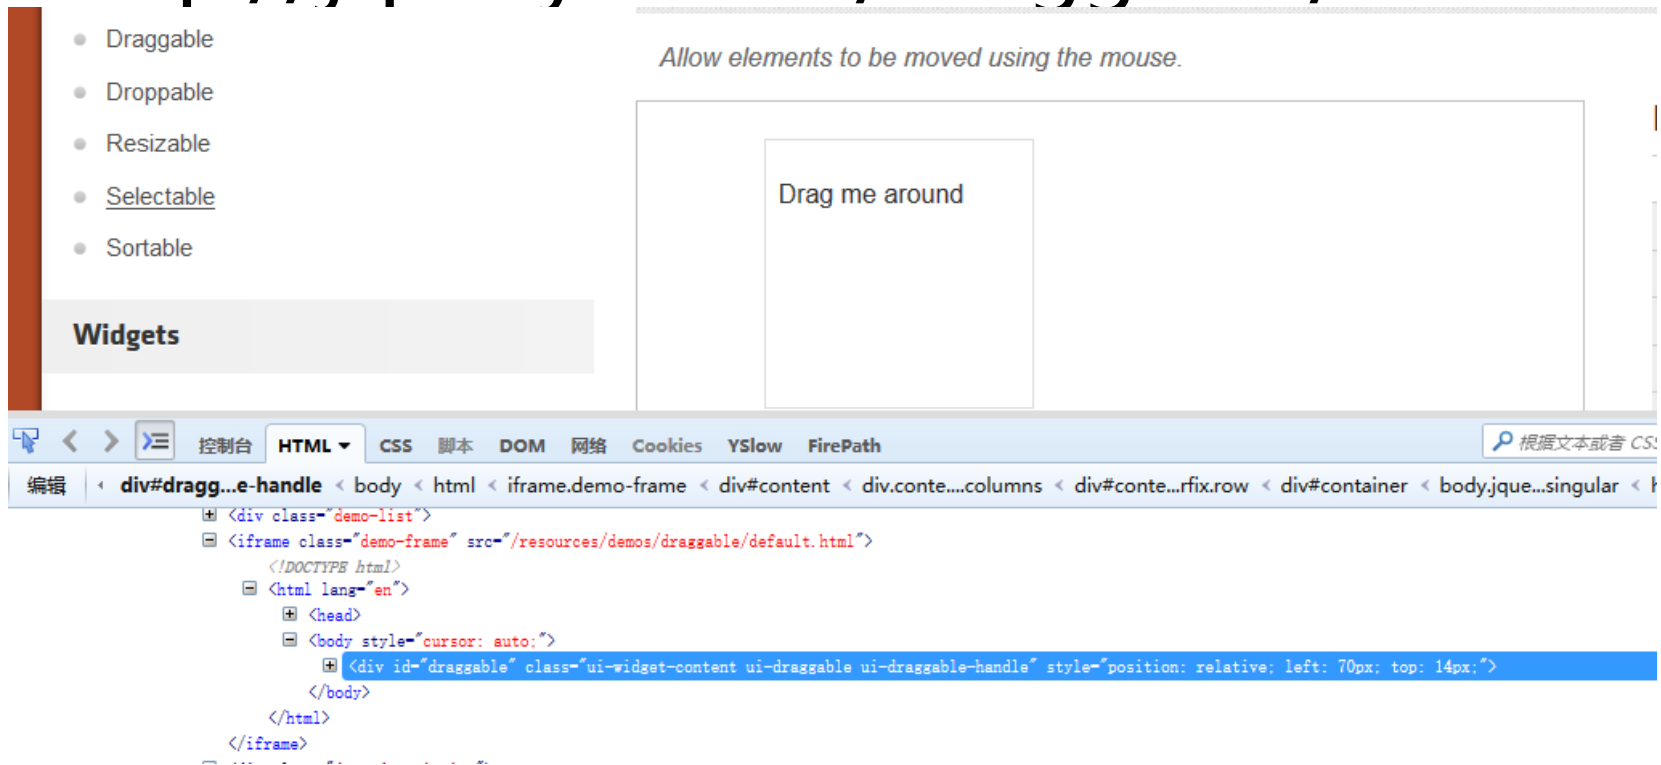 Draggable
Allow elements to be moved using the mouse.
Droppable
Resizable
Drag me around
Selectable
Sortable
Widgets
控制台 HTML CSS 脚本 DOM 网络 Cookies YSlow FirePath 根据文本或者 CSS
编辑 div#dragg...e-handle < body < html < iframe.demo-frame < div#content < div.conte....columns < div#conte...rfix.row < div#container < body.jque...singular <
<div class="demo-list">
<iframe class="demo-frame" src="/resources/demos/draggable/default.html">
<!DOCTYPE html>
<html lang="en">
<head>
<body style="cursor: auto;">
<div id="draggable" class="ui-widget-content ui-draggable ui-draggable-handle" style="position: relative; left: 70px; top: 14px;">
</body>
</html>
</iframe>